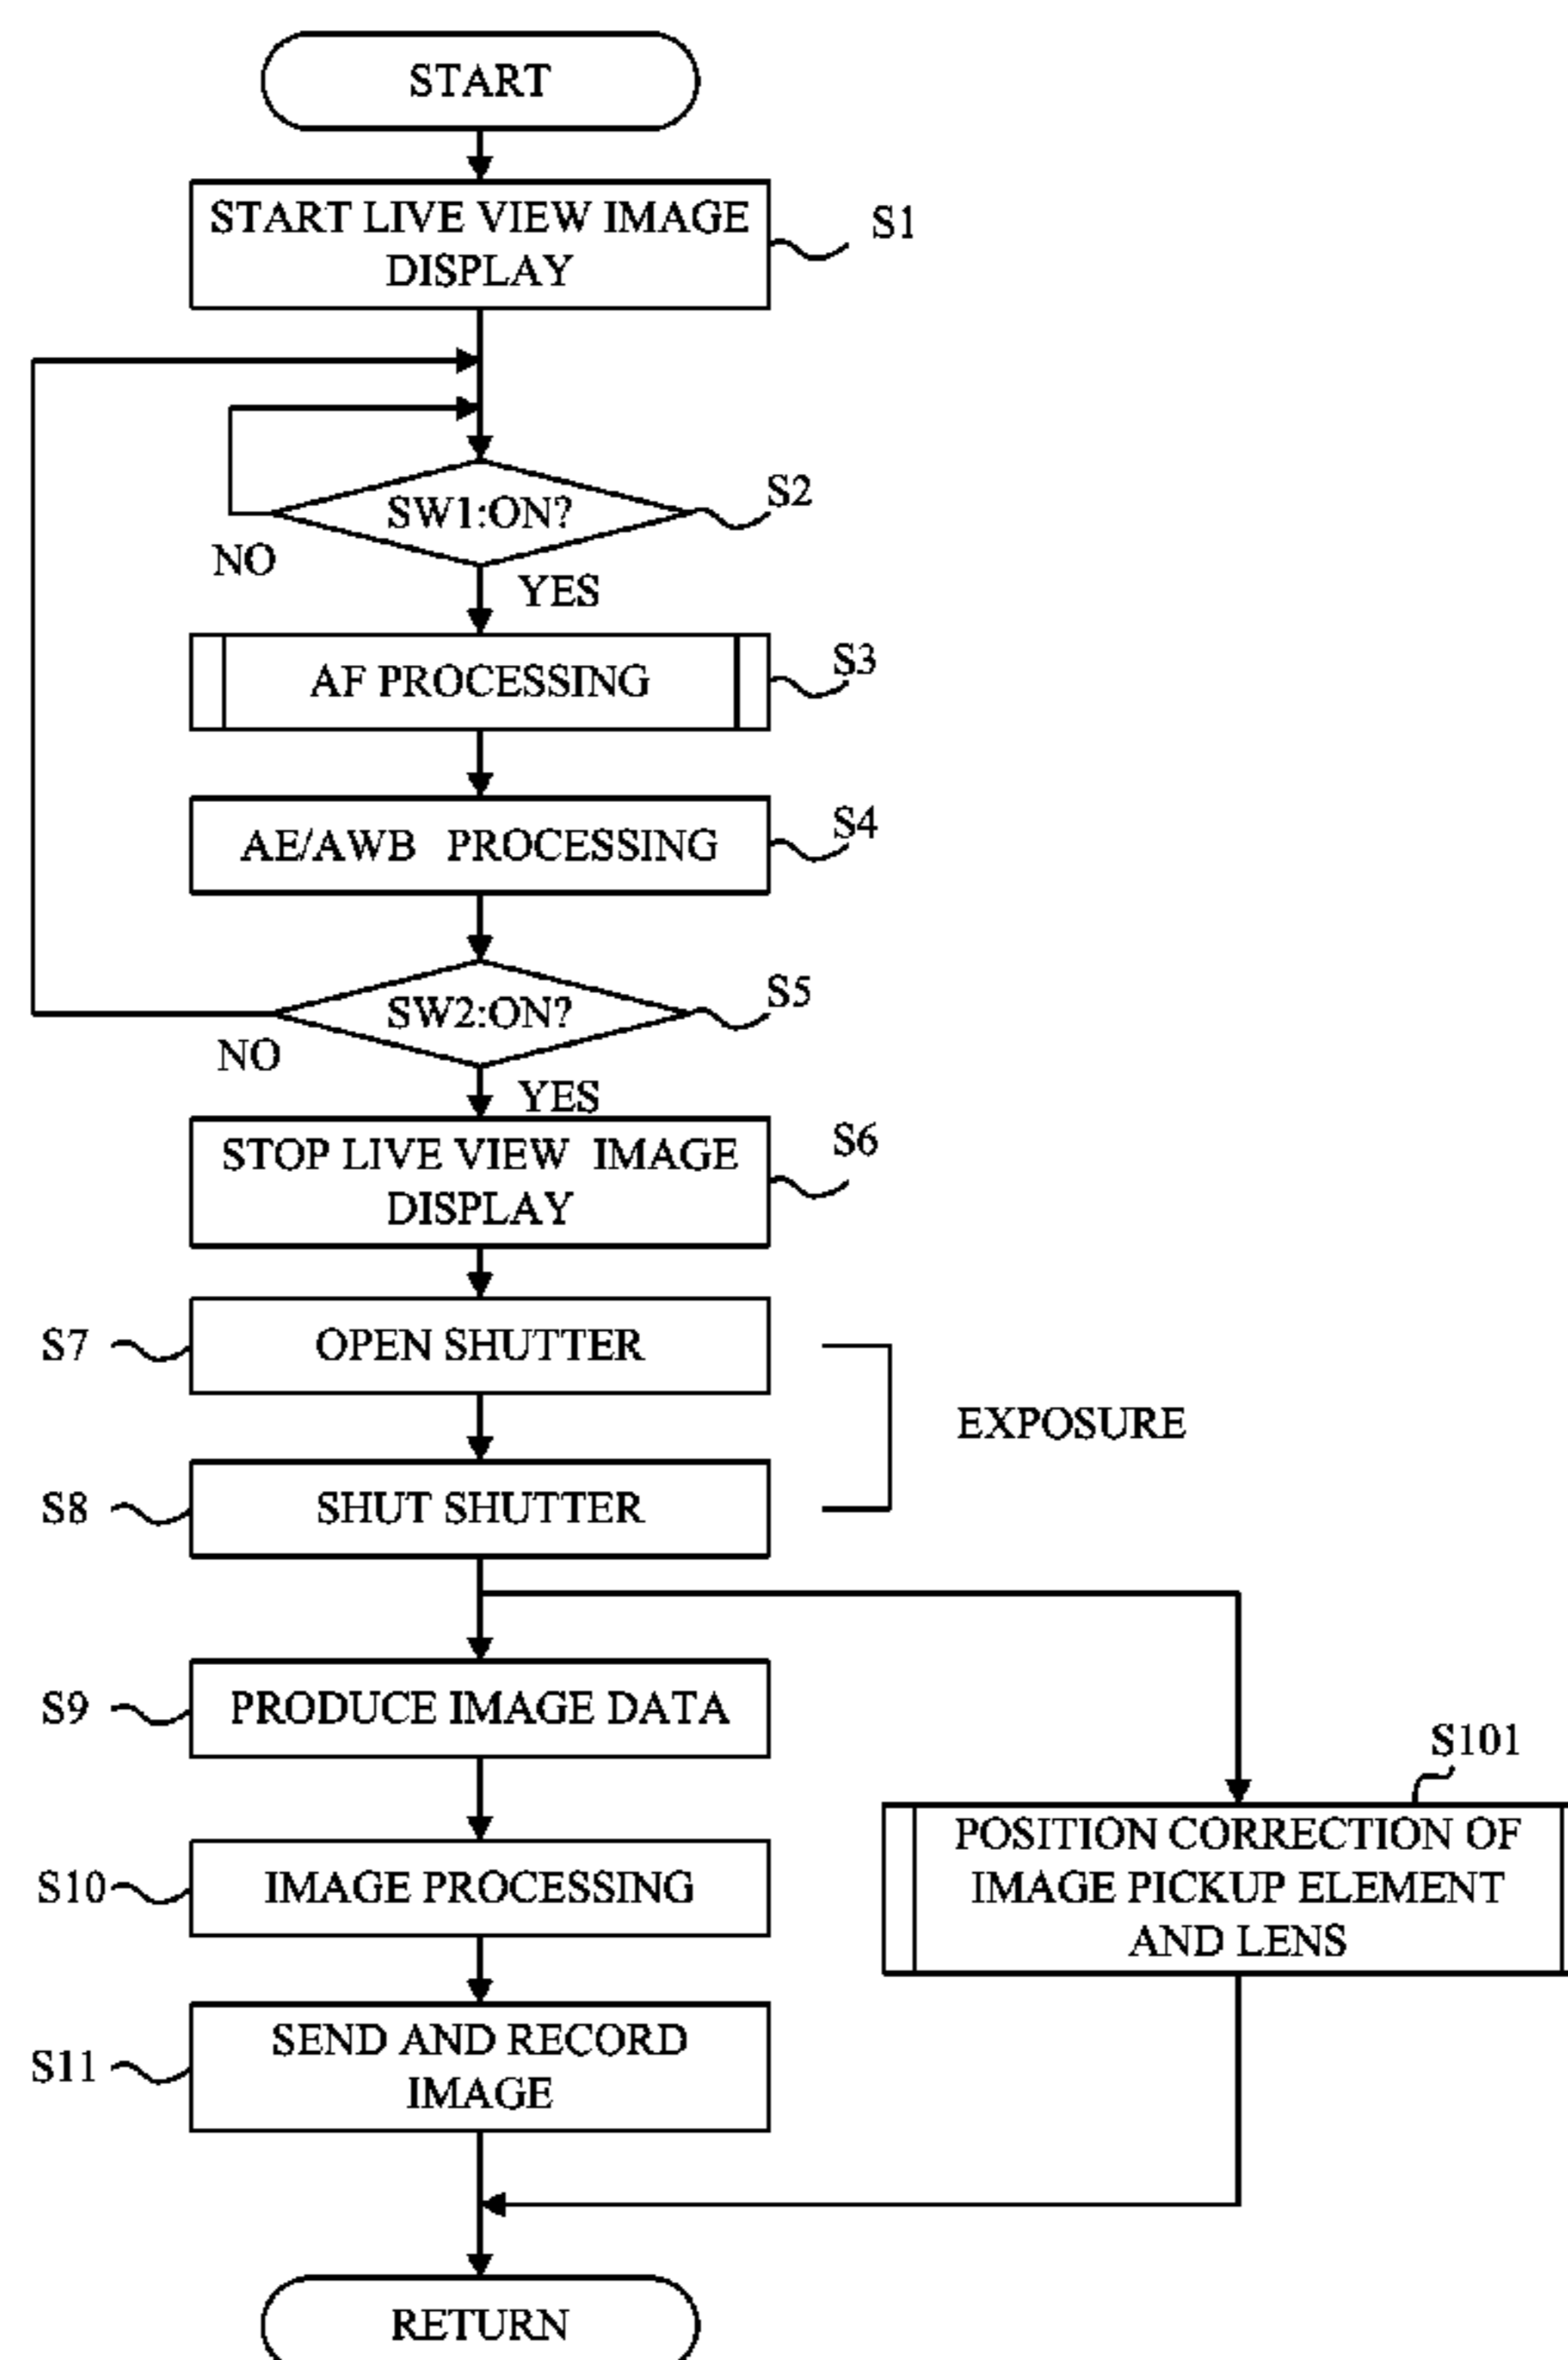 START
START LIVE VIEW IMAGE
DISPLAY
S1
SW1:ON?
S2
NO
YES
AF PROCESSING
S3
AE/AWB PROCESSING
S4
SW2:ON?
S5
NO
YES
STOP LIVE VIEW IMAGE
DISPLAY
S6
S7
OPEN SHUTTER
EXPOSURE
S8
SHUT SHUTTER
S9
PRODUCE IMAGE DATA
S101
POSITION CORRECTION OF
IMAGE PICKUP ELEMENT
AND LENS
S10
IMAGE PROCESSING
S11
SEND AND RECORD
IMAGE
RETURN